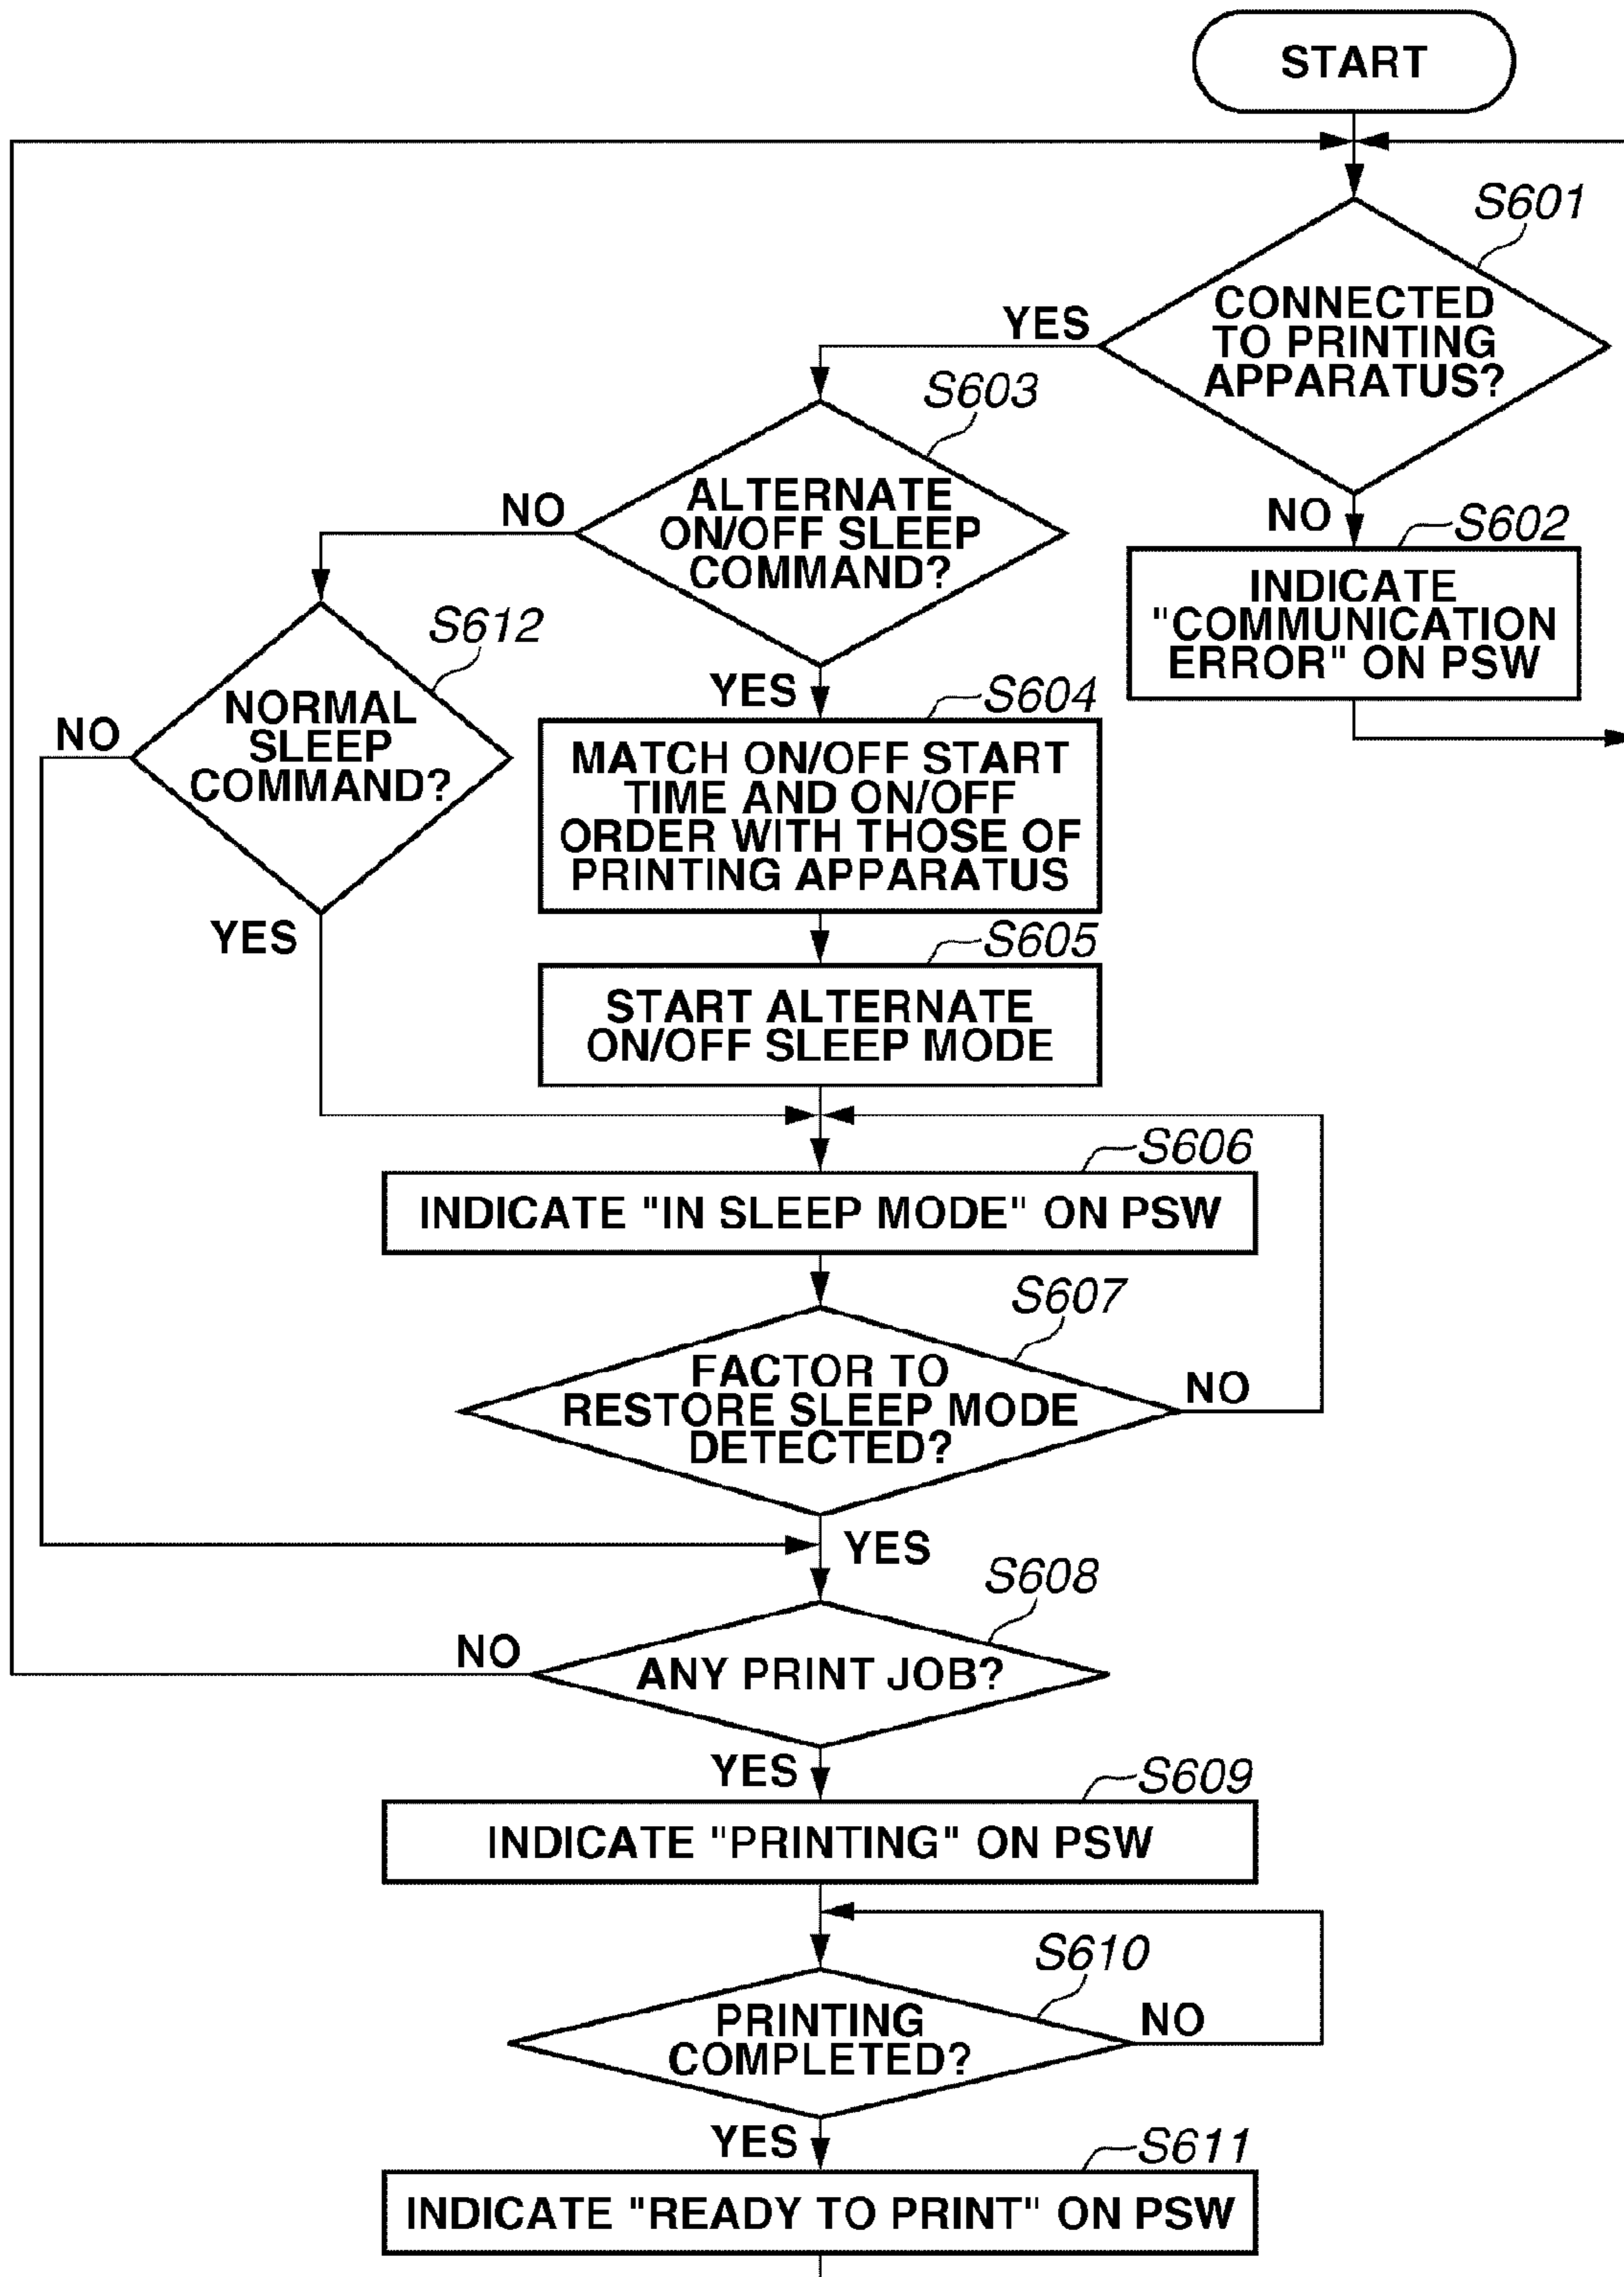 START
S601
CONNECTED
TO PRINTING
APPARATUS?
YES
NO
S602
INDICATE
"COMMUNICATION
ERROR" ON PSW
S603
ALTERNATE
ON/OFF SLEEP
COMMAND?
NO
YES
S612
NORMAL
SLEEP
COMMAND?
NO
YES
S604
MATCH ON/OFF START
TIME AND ON/OFF
ORDER WITH THOSE OF
PRINTING APPARATUS
S605
START ALTERNATE
ON/OFF SLEEP MODE
S606
INDICATE "IN SLEEP MODE" ON PSW
S607
FACTOR TO
RESTORE SLEEP MODE
DETECTED?
NO
YES
S608
ANY PRINT JOB?
NO
YES
S609
INDICATE "PRINTING" ON PSW
S610
PRINTING
COMPLETED?
NO
YES
S611
INDICATE "READY TO PRINT" ON PSW